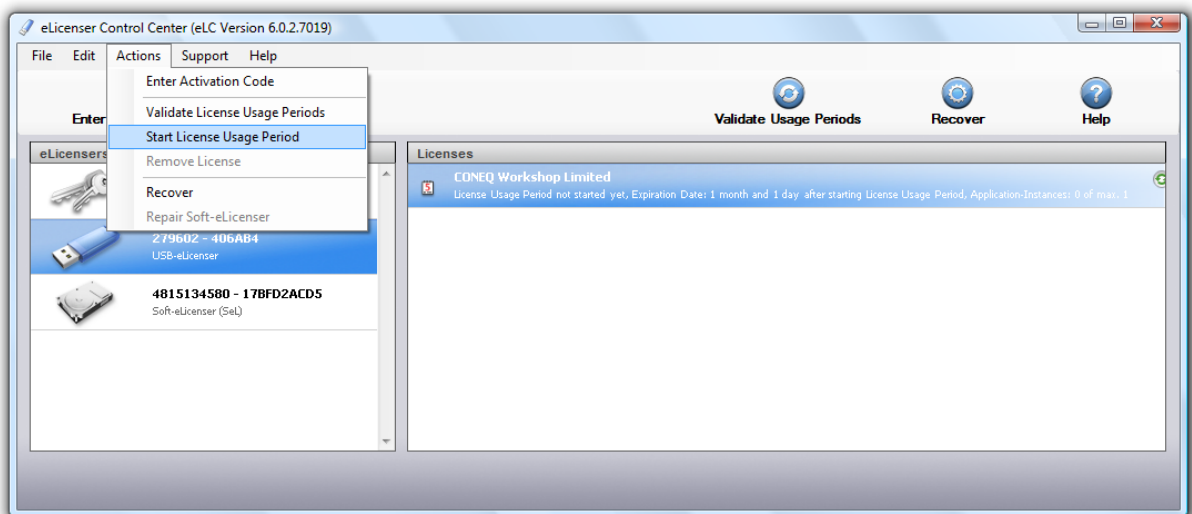 eLicenser Control Center (eLC Version 6.0.2.7019)
File Edit Actions Support Help
Enter Activation Code
Validate License Usage Periods
Start License Usage Period
Remove License
Recover
Repair Soft-eLicenser
Enter
Validate Usage Periods
Recover
Help
eLicensers
279602 - 406AB4
USB-eLicenser
4815134580 - 17BFD2ACD5
Soft-eLicenser (SeL)
Licenses
5
CONEQ Workshop Limited
License Usage Period not started yet, Expiration Date: 1 month and 1 day after starting License Usage Period, Application-Instances: 0 of max. 1